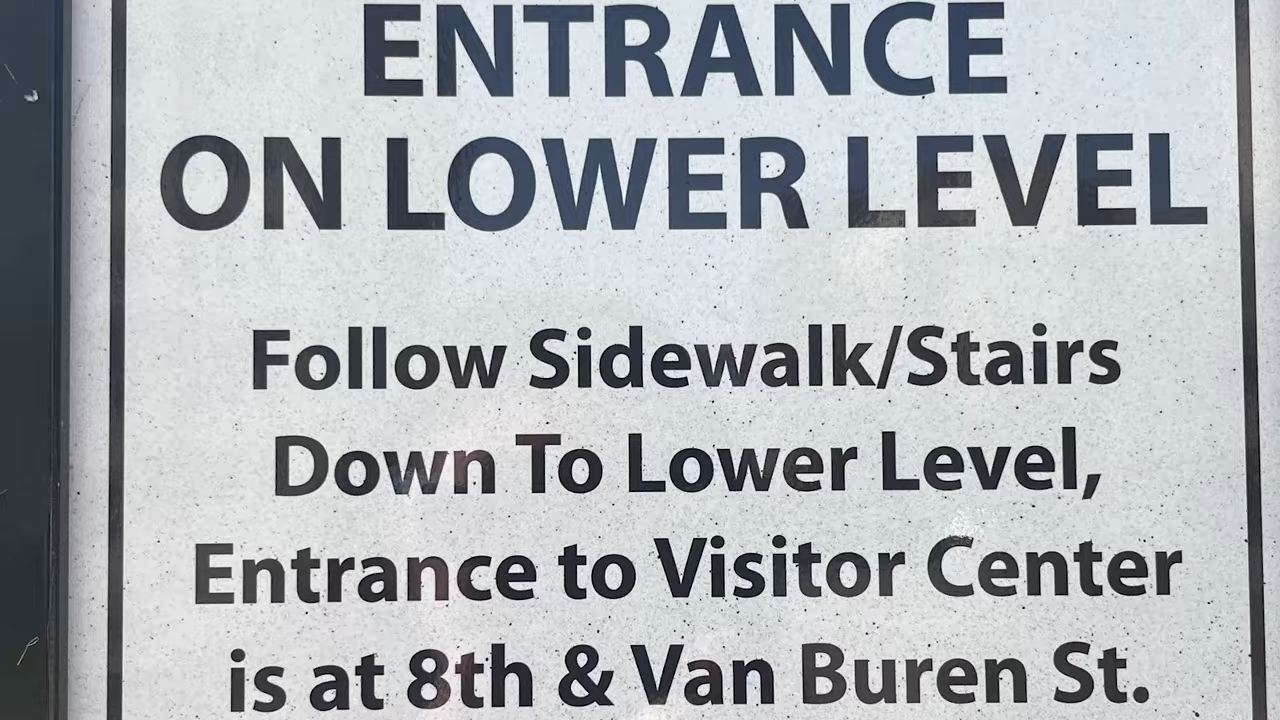 ENTRANCE
ON LOWER LEVEL
Follow Sidewalk/Stairs
Down To Lower Level,
Entrance to Visitor Center
is at 8th & Van Buren St.